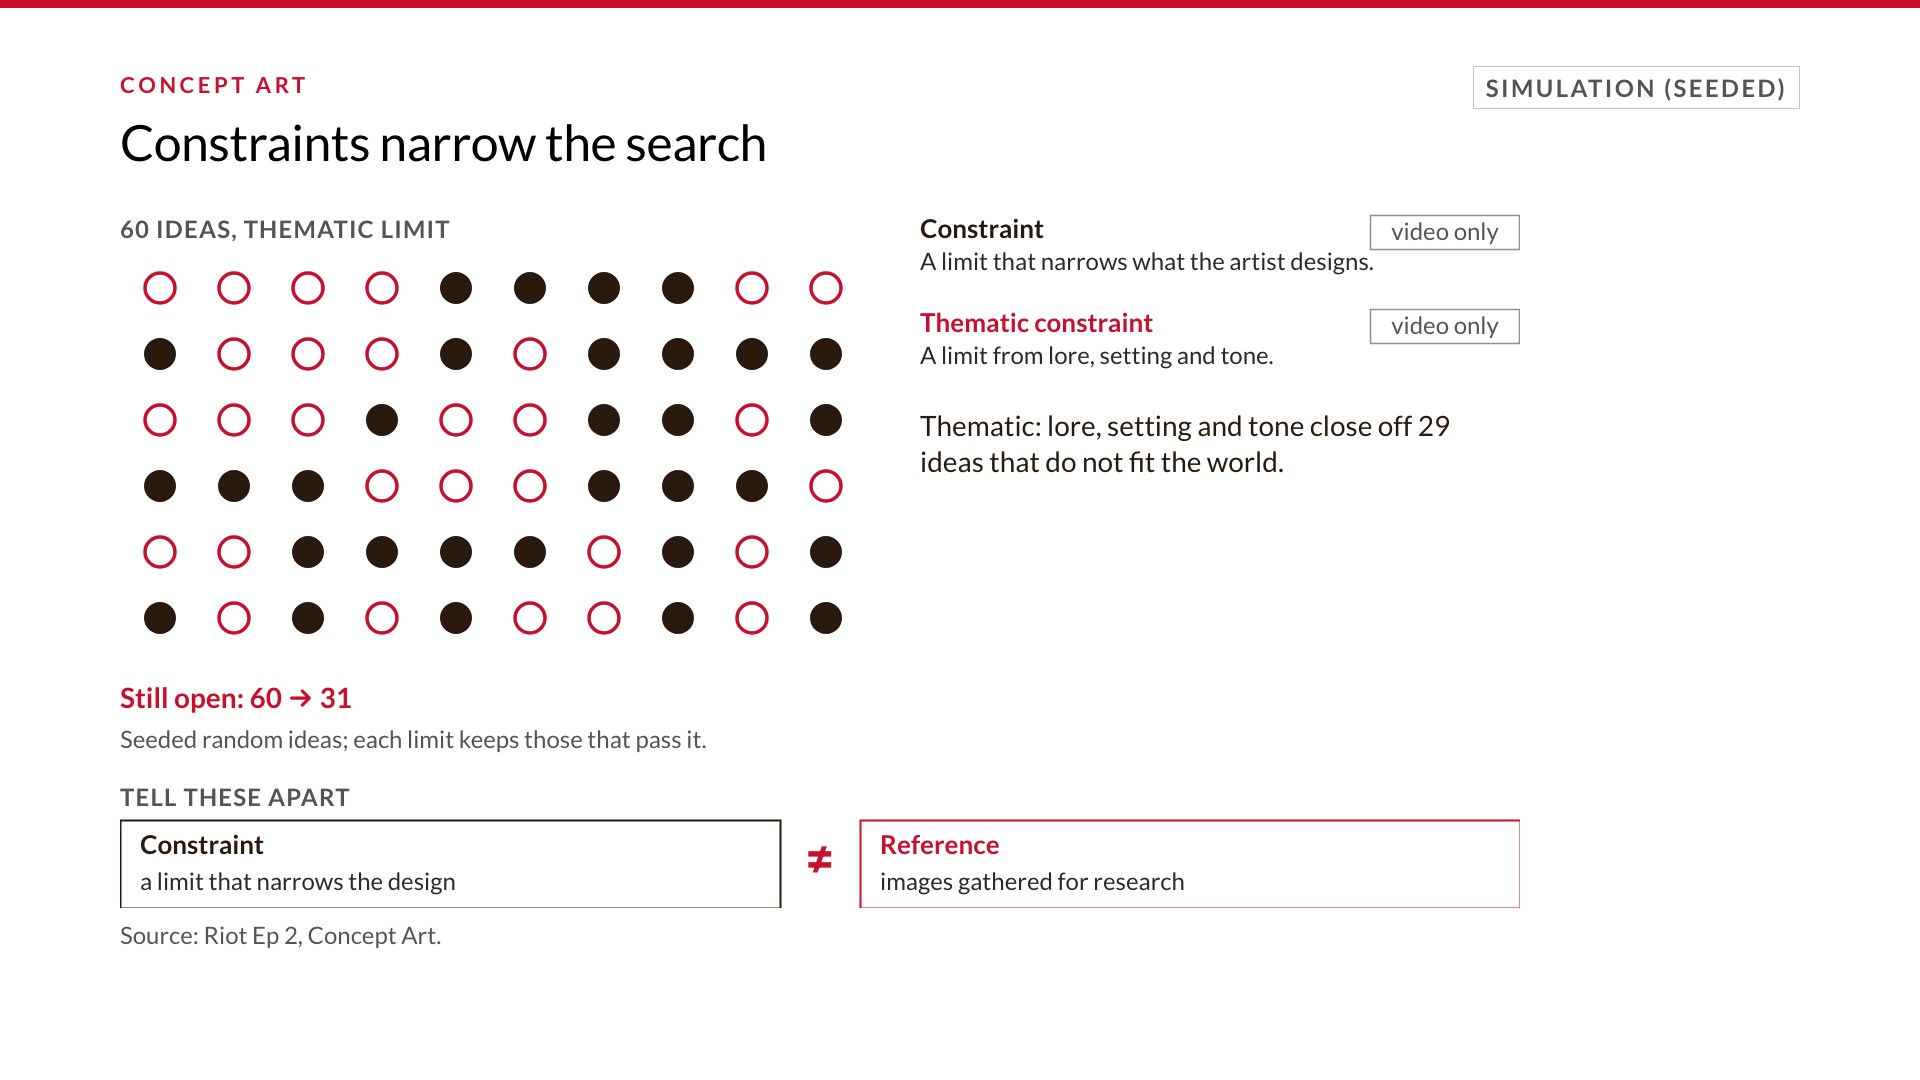 CONCEPT ART
SIMULATION (SEEDED)
Constraints narrow the search
60 IDEAS, THEMATIC LIMIT
Constraint
video only
A limit that narrows what the artist designs.
Thematic constraint
video only
A limit from lore, setting and tone.
Thematic: lore, setting and tone close off 29
ideas that do not fit the world.
Still open: 60 → 31
Seeded random ideas; each limit keeps those that pass it.
TELL THESE APART
Constraint
a limit that narrows the design
≠
Reference
images gathered for research
Source: Riot Ep 2, Concept Art.